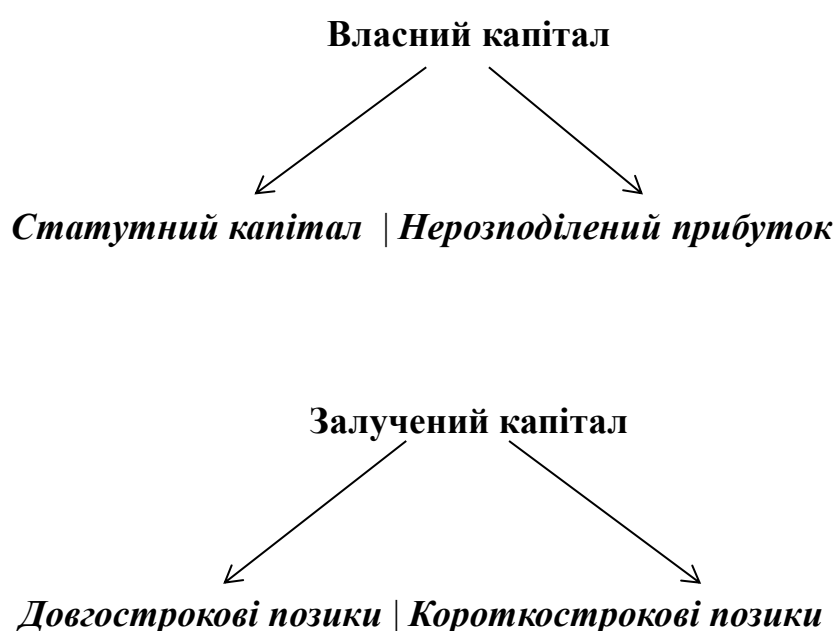 Власний капітал
Статутний капітал | Нерозподілений прибуток
Залучений капітал
Довгострокові позики | Короткострокові позики